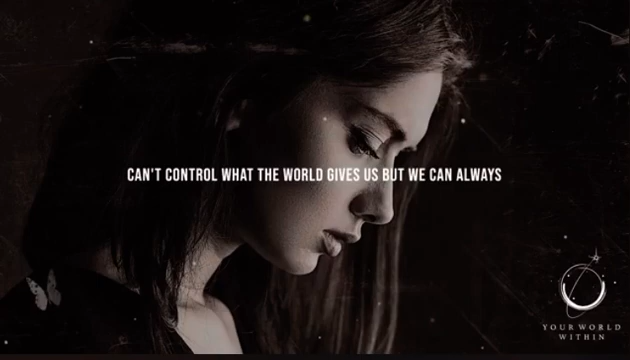 CAN'T CONTROL WHAT THE WORLD GIVES US BUT WE CAN ALWAYS
YOUR WORLD
WITHIN